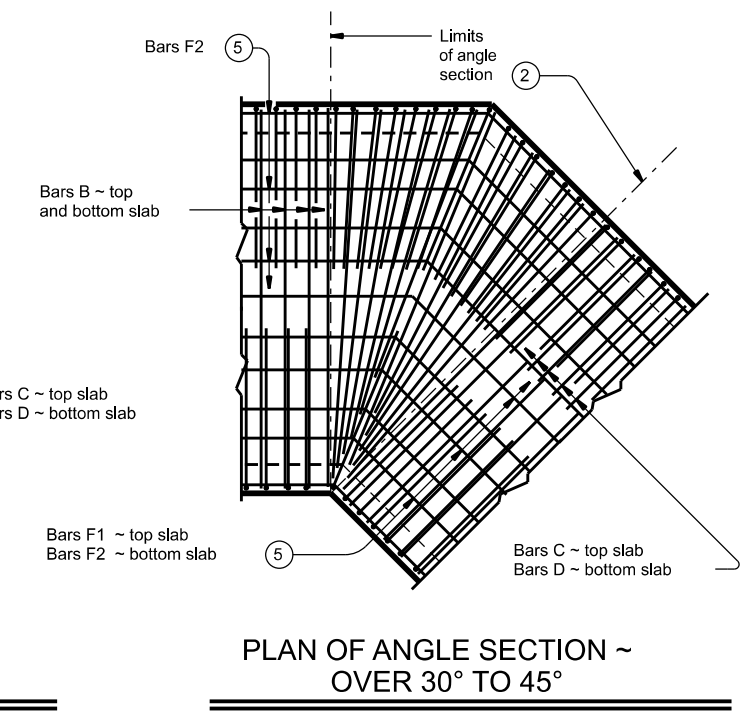 Bars F2
5
Limits
of angle
section
2
Bars B ~ top
and bottom slab
rs C ~ top slab
rs D ~ bottom slab
Bars F1 ~ top slab
Bars F2 ~ bottom slab
5
Bars C ~ top slab
Bars D ~ bottom slab
PLAN OF ANGLE SECTION ~
OVER 30° TO 45°